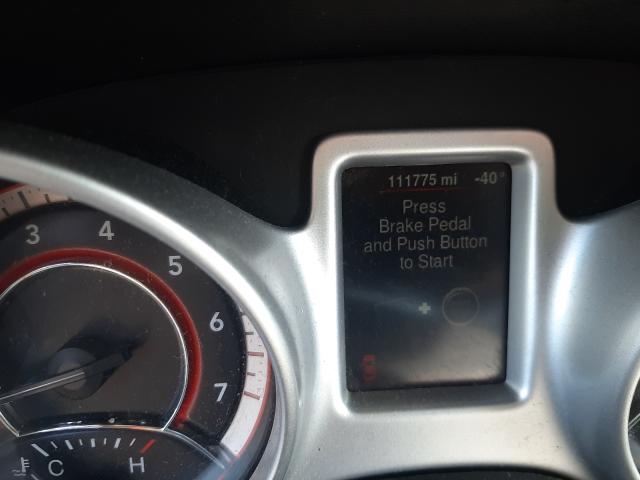 111775 mi -40°
Press
Brake Pedal
and Push Button
to Start
3 4 5 6 7
C H